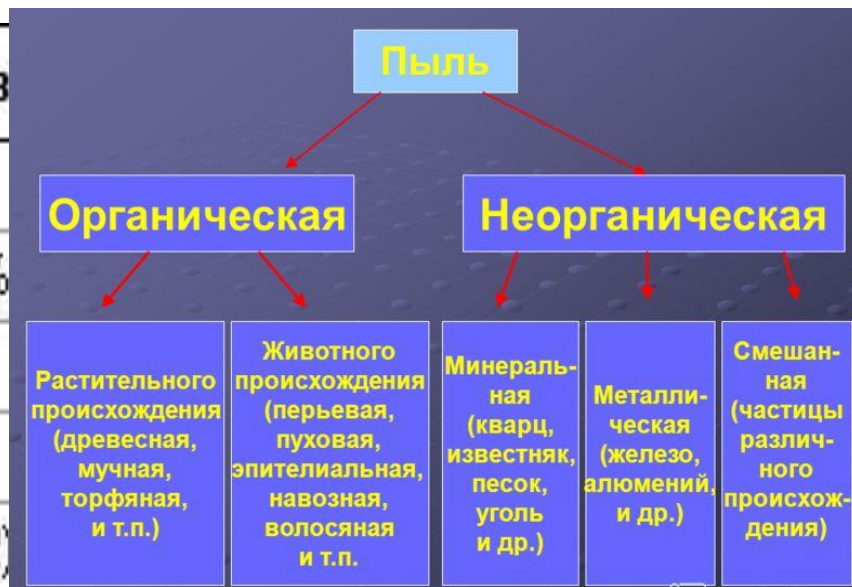 Пыль
Органическая
Неорганическая
Растительного
происхождения
(древесная,
мучная,
торфяная,
и т.п.)
Животного
происхождения
(перьевая,
пуховая,
эпителиальная,
навозная,
волосяная
и т.п.
Минераль-
ная
(кварц,
известняк,
песок,
уголь
и др.)
Металли-
ческая
(железо,
алюмений,
и др.)
Смешан-
ная
(частицы
различ-
ного
происхож-
дения)